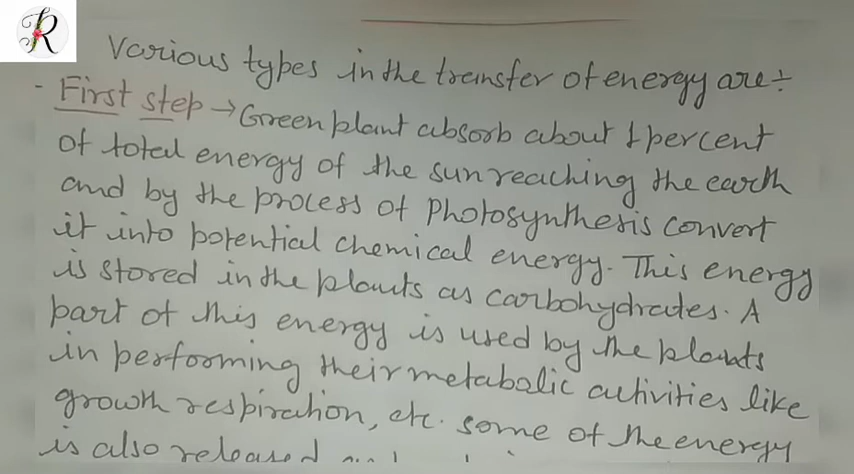 R
Various types in the transfer of energy are÷
- First step → Green plant absorb about 1 percent
of total energy of the sun reaching the earth
and by the process of Photosynthesis convert
it into potential chemical energy. This energy
is stored in the plants as carbohydrates. A
part of this energy is used by the plants
in performing their metabolic activities like
growth respiration, etc. some of the energy
is also released